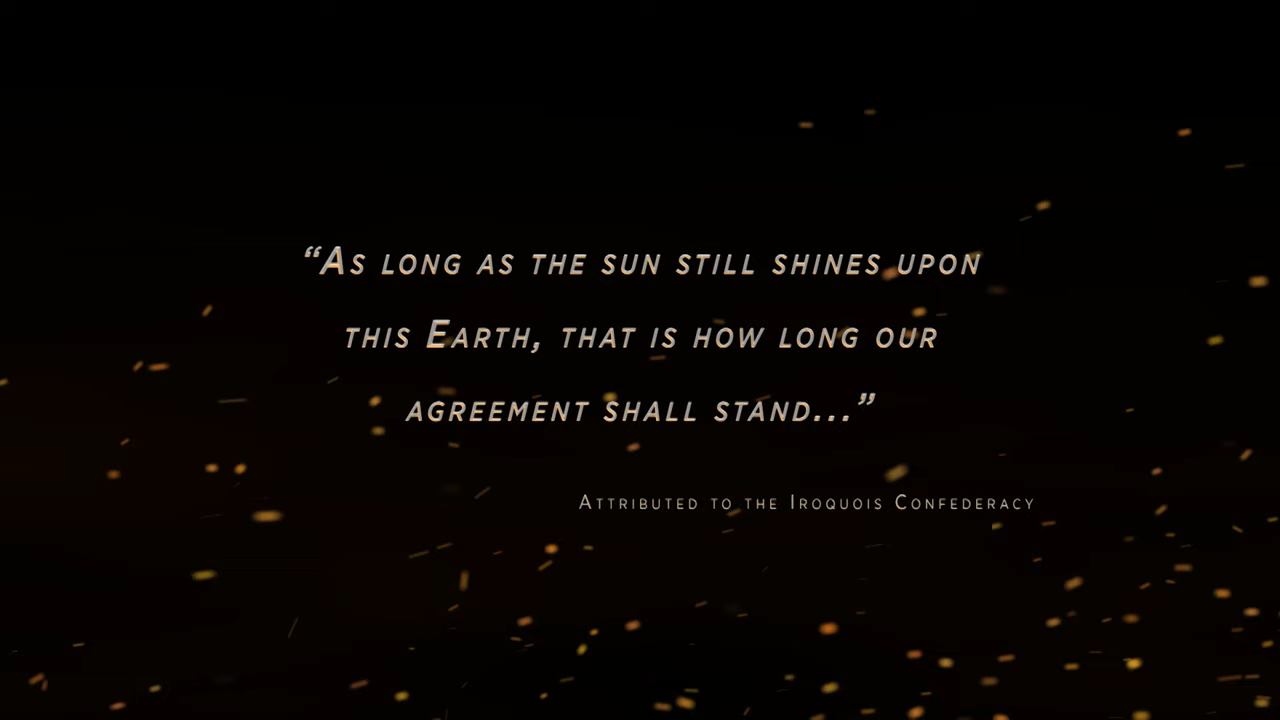 “As long as the sun still shines upon
this Earth, that is how long our
agreement shall stand...”
Attributed to the Iroquois Confederacy